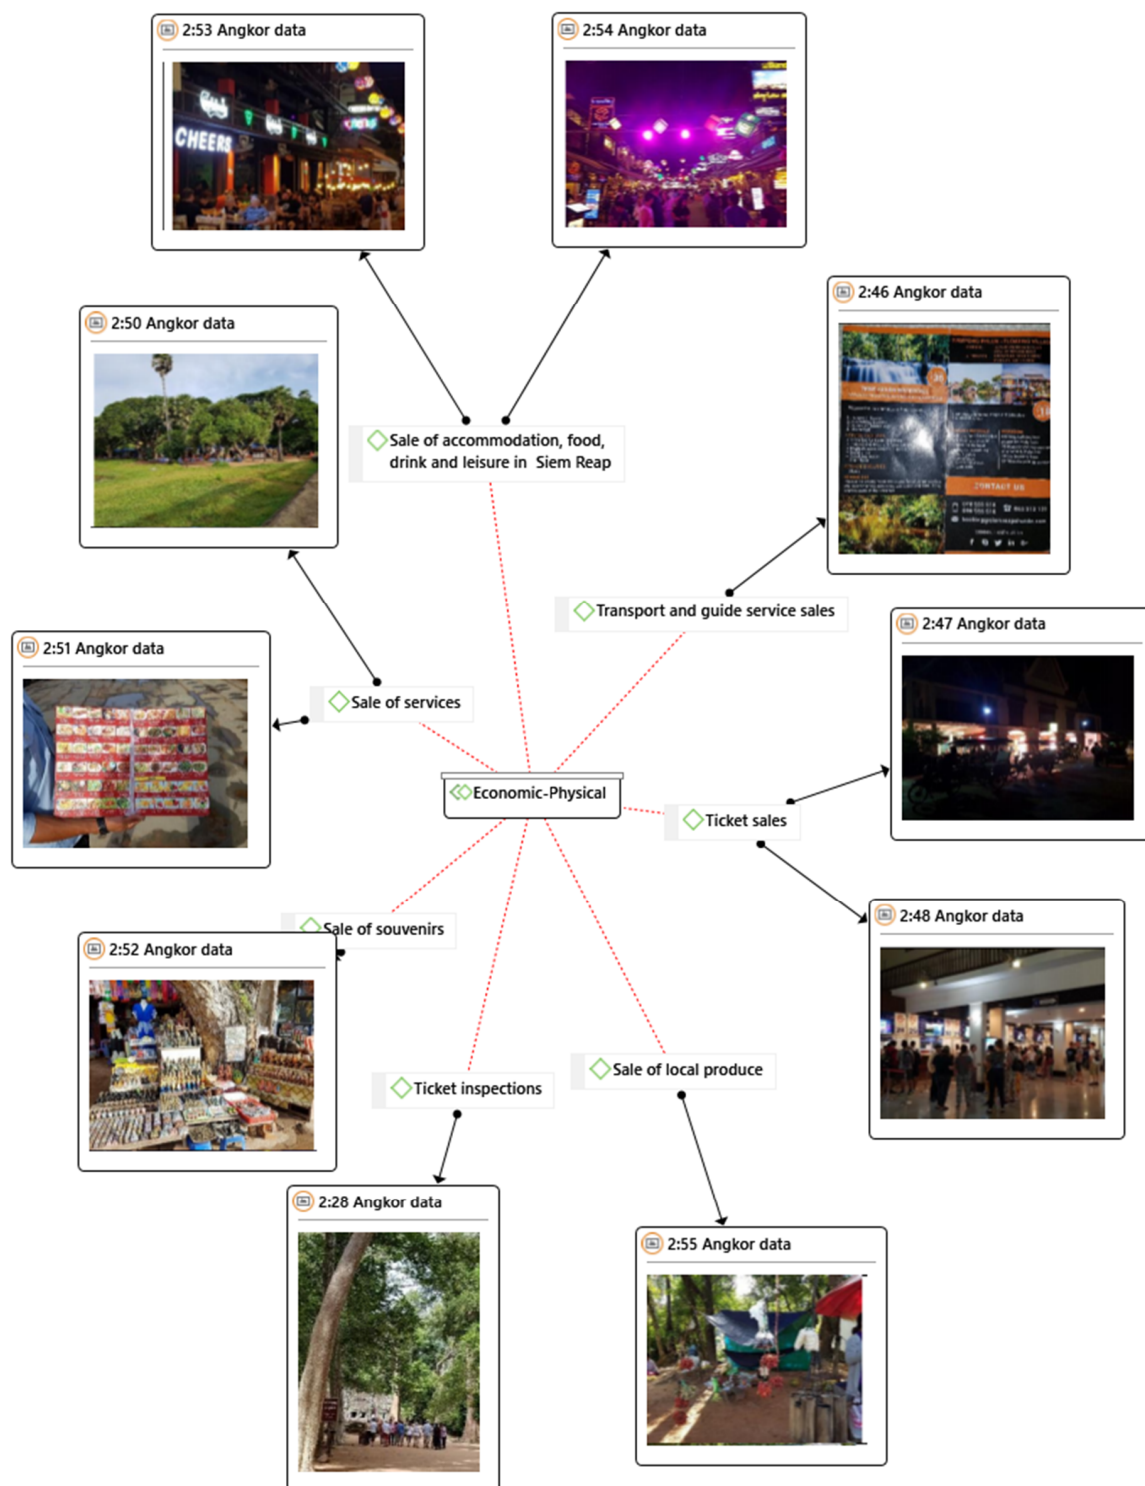 2:53 Angkor data
2:54 Angkor data
CHEERS
2:46 Angkor data
2:50 Angkor data
Sale of accommodation, food,
drink and leisure in Siem Reap
CONTACT US
Transport and guide service sales
2:47 Angkor data
2:51 Angkor data
Sale of services
Economic-Physical
Ticket sales
2:48 Angkor data
Sale of souvenirs
2:52 Angkor data
Ticket inspections
Sale of local produce
2:28 Angkor data
2:55 Angkor data